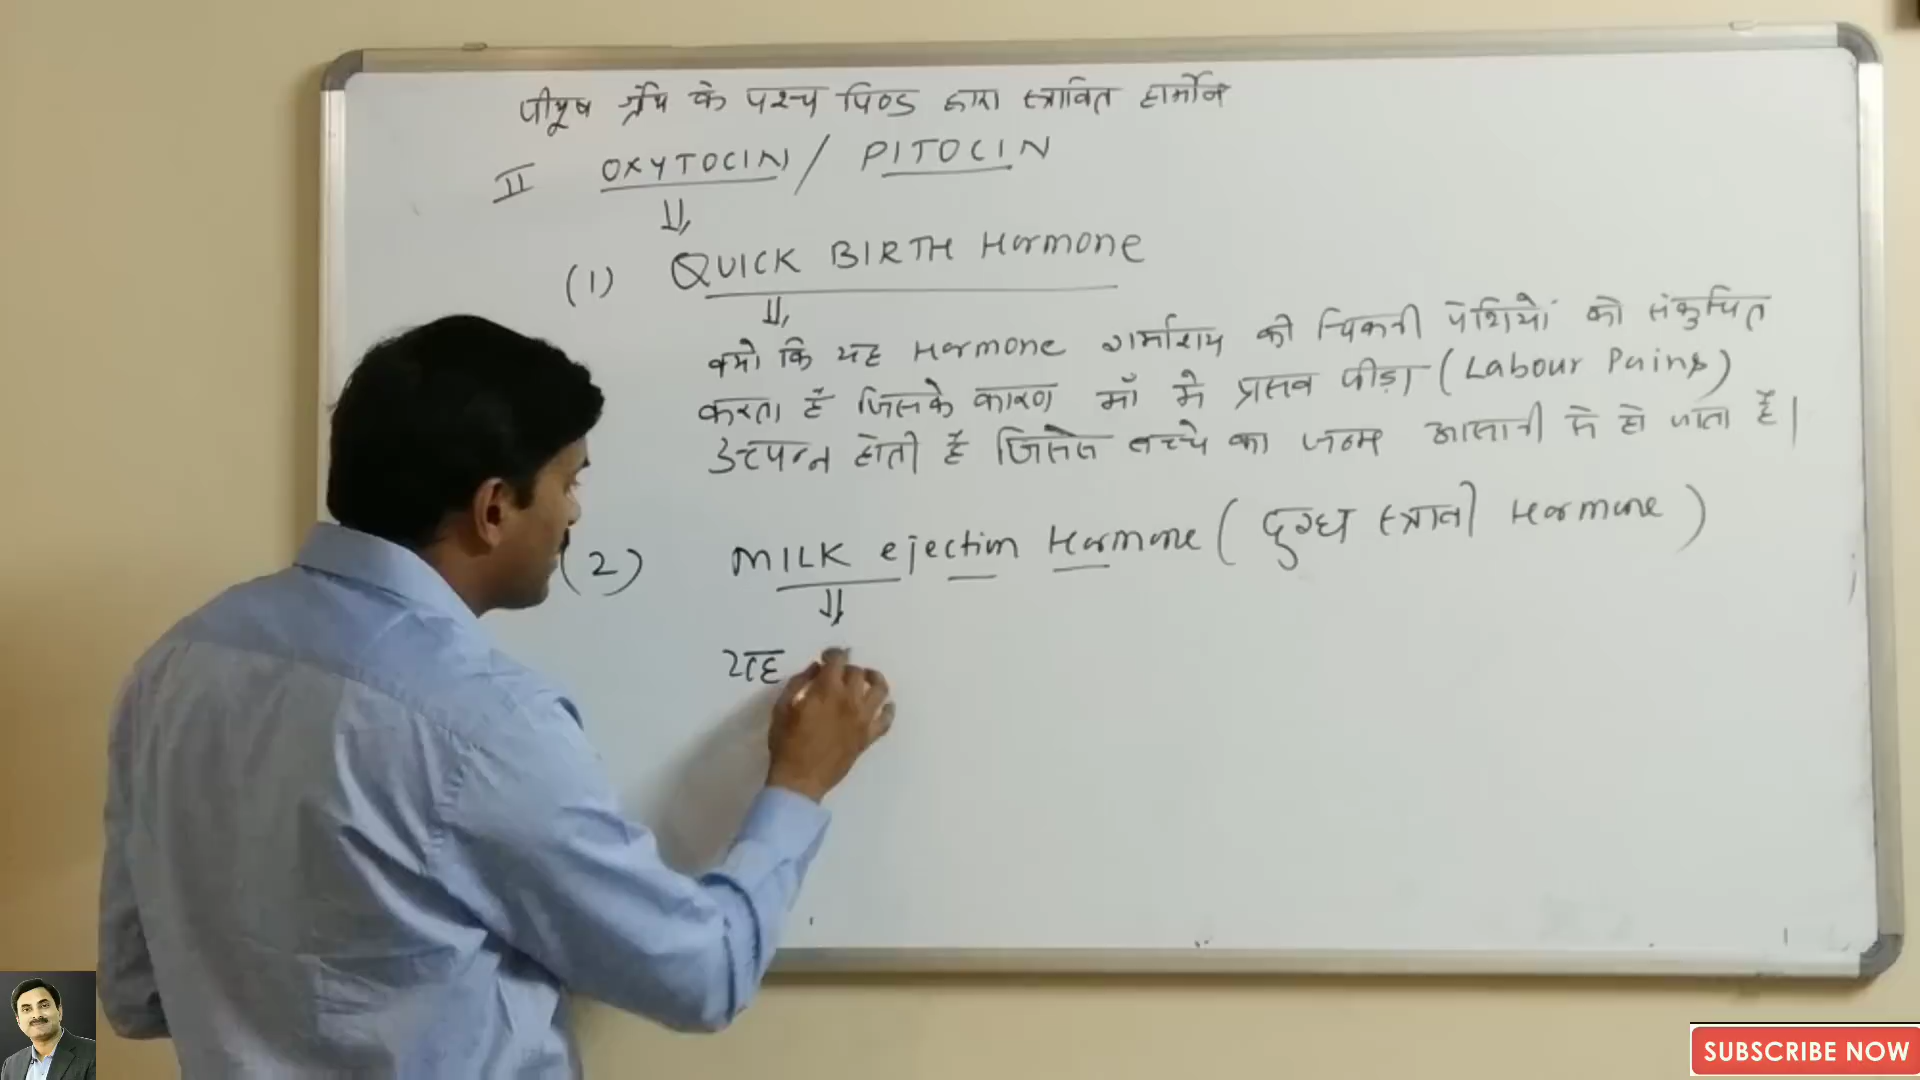 पीयूष ग्रंथि के पश्च पिण्ड द्वारा स्त्रावित हार्मोन
II OXYTOCIN / PITOCIN
(1) QUICK BIRTH Hormone
क्यो कि यह Hormone गर्भाशय की चिकनी पेशियों को संकुचित
करता है जिसके कारण माँ मे प्रसव पीड़ा (Labour Pains)
उत्पन्न होती है जिससे बच्चे का जन्म आसानी से हो जाता है।
(2) MILK ejection Hormone (दुग्ध स्त्रावी Hormone)
यह
SUBSCRIBE NOW